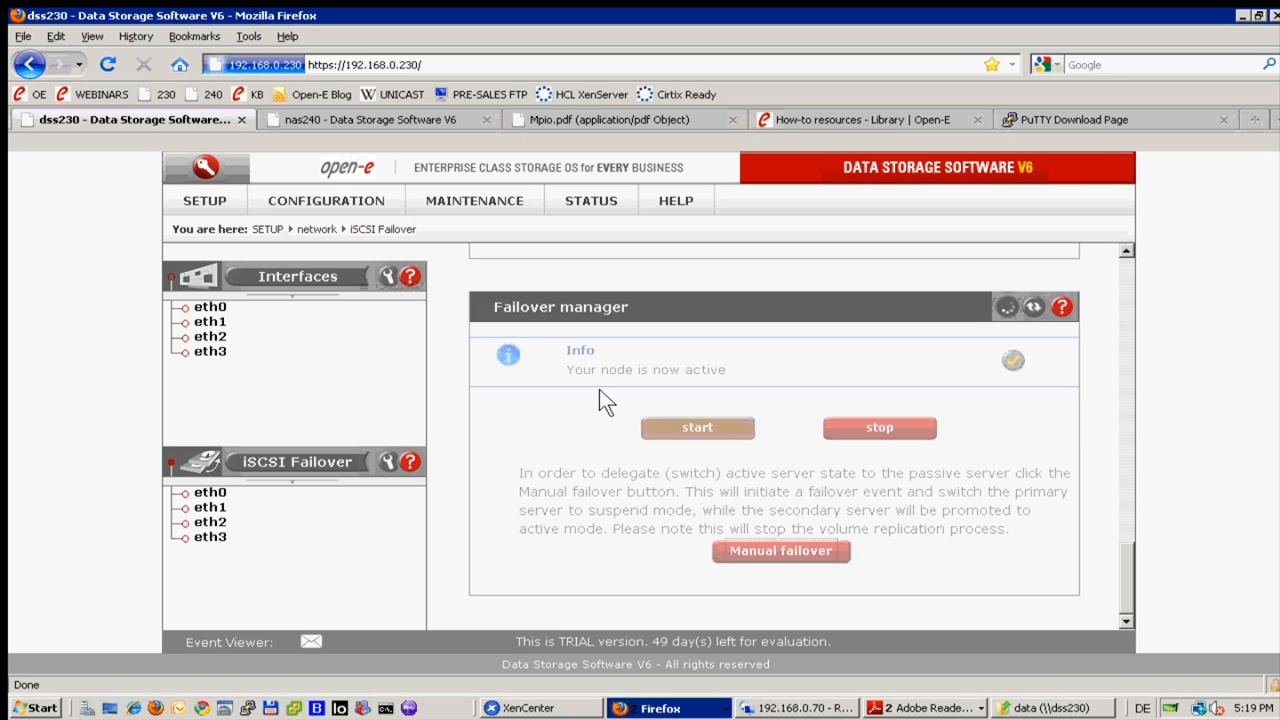 dss230 - Data Storage Software V6 - Mozilla Firefox
File Edit View History Bookmarks Tools Help
192.168.0.230 https://192.168.0.230/
Google
OE WEBINARS 230 240 KB Open-E Blog UNICAST PRE-SALES FTP HCL XenServer Cirtix Ready
dss230 - Data Storage Software... nas240 - Data Storage Software V6 Mpio.pdf (application/pdf Object) How-to resources - Library | Open-E PuTTY Download Page
open-e ENTERPRISE CLASS STORAGE OS for EVERY BUSINESS DATA STORAGE SOFTWARE V6
SETUP CONFIGURATION MAINTENANCE STATUS HELP
You are here: SETUP network iSCSI Failover
Interfaces
eth0
eth1
eth2
eth3
iSCSI Failover
eth0
eth1
eth2
eth3
Failover manager
Info
Your node is now active
start stop
In order to delegate (switch) active server state to the passive server click the
Manual failover button. This will initiate a failover event and switch the primary
server to suspend mode, while the secondary server will be promoted to
active mode. Please note this will stop the volume replication process.
Manual failover
Event Viewer: This is TRIAL version. 49 day(s) left for evaluation.
Data Storage Software V6 - All rights reserved
Done
Start XenCenter 2 Firefox 192.168.0.70 - R... 2 Adobe Reade... data (\\dss230) DE 5:19 PM